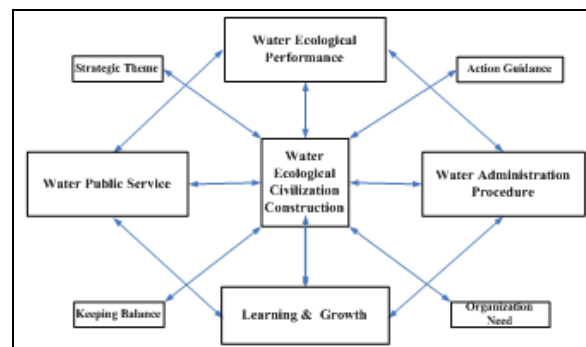 Water Ecological
Performance
Strategic Theme
Action Guidance
Water
Ecological
Civilization
Construction
Water Public Service
Water Administration
Procedure
Keeping Balance
Learning & Growth
Organization
Need